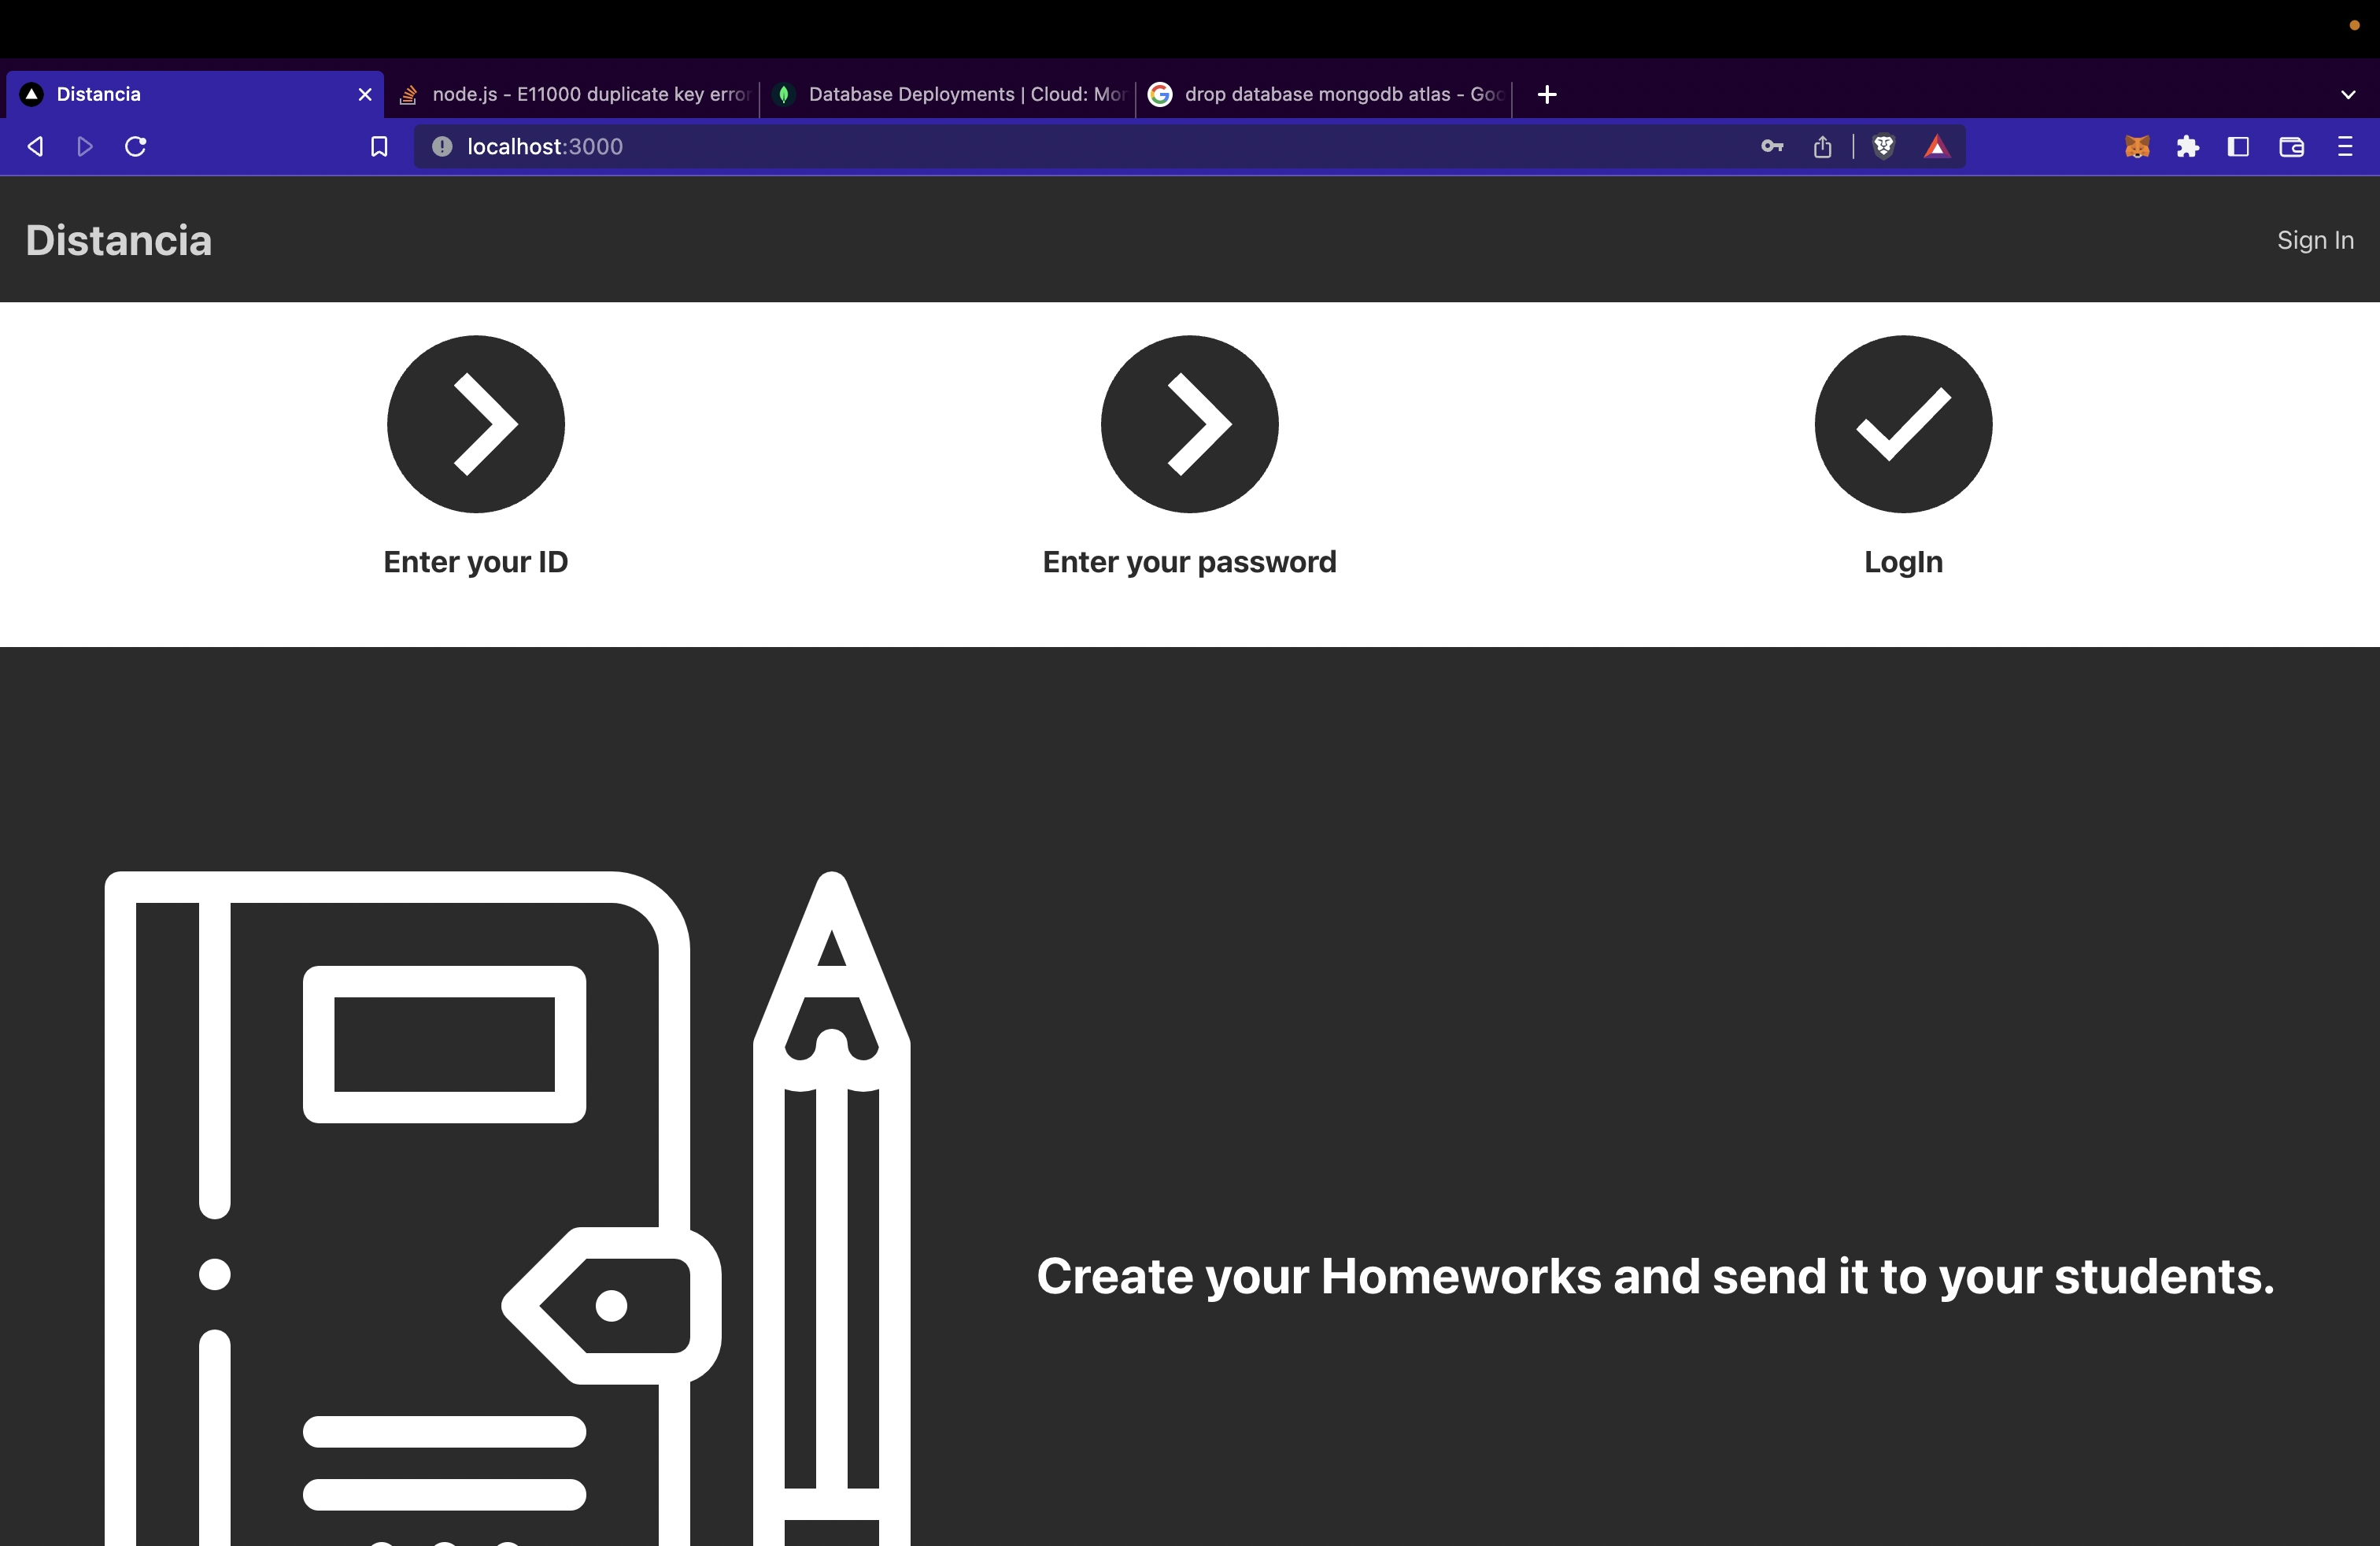 Distancia
node.js - E11000 duplicate key error
Database Deployments | Cloud: Mon
drop database mongodb atlas - Goo
localhost:3000
Distancia
Sign In
Enter your ID
Enter your password
LogIn
Create your Homeworks and send it to your students.